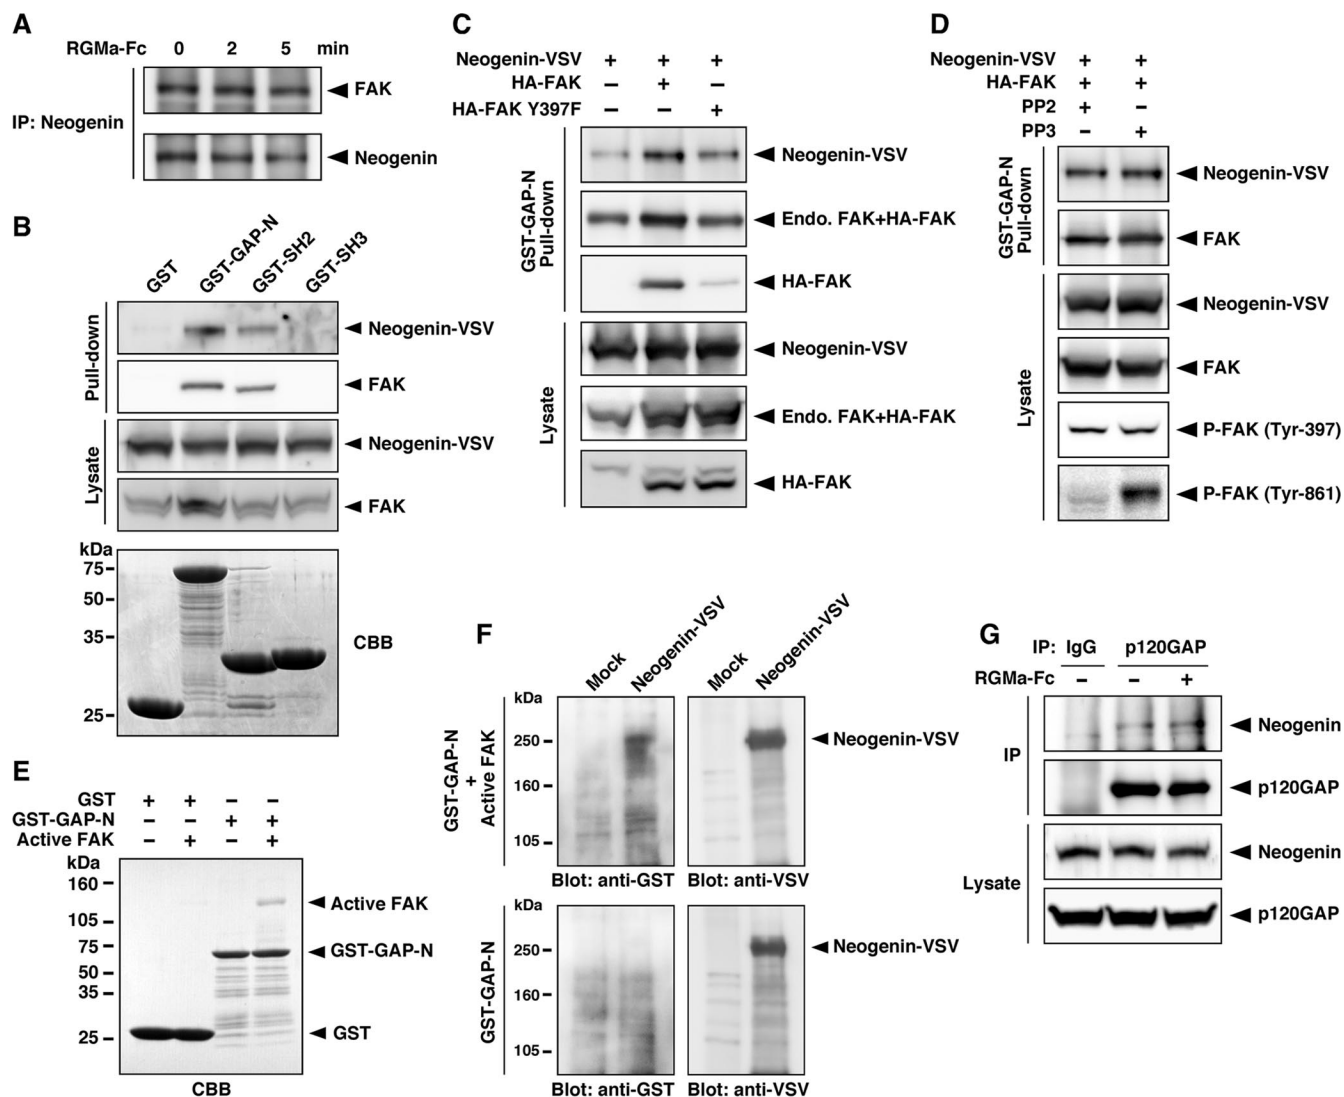 A
RGMa-Fc 0 2 5 min
IP: Neogenin
FAK
Neogenin
B
GST
GST-GAP-N
GST-SH2
GST-SH3
Pull-down
Neogenin-VSV
FAK
Lysate
Neogenin-VSV
FAK
kDa
75
50
35
25
CBB
C
Neogenin-VSV + + +
HA-FAK – + –
HA-FAK Y397F – – +
GST-GAP-N
Pull-down
Neogenin-VSV
Endo. FAK+HA-FAK
HA-FAK
Lysate
Neogenin-VSV
Endo. FAK+HA-FAK
HA-FAK
D
Neogenin-VSV + +
HA-FAK + +
PP2 + –
PP3 – +
GST-GAP-N
Pull-down
Neogenin-VSV
FAK
Lysate
Neogenin-VSV
FAK
P-FAK (Tyr-397)
P-FAK (Tyr-861)
E
GST + + – –
GST-GAP-N – – + +
Active FAK – + – +
kDa
160
105
75
50
35
25
Active FAK
GST-GAP-N
GST
CBB
F
Mock
Neogenin-VSV
Mock
Neogenin-VSV
GST-GAP-N
+
Active FAK
kDa
250
160
105
kDa
250
160
105
Neogenin-VSV
Blot: anti-GST Blot: anti-VSV
GST-GAP-N
Neogenin-VSV
Blot: anti-GST Blot: anti-VSV
G
IP: IgG p120GAP
RGMa-Fc – – +
IP
Neogenin
p120GAP
Lysate
Neogenin
p120GAP